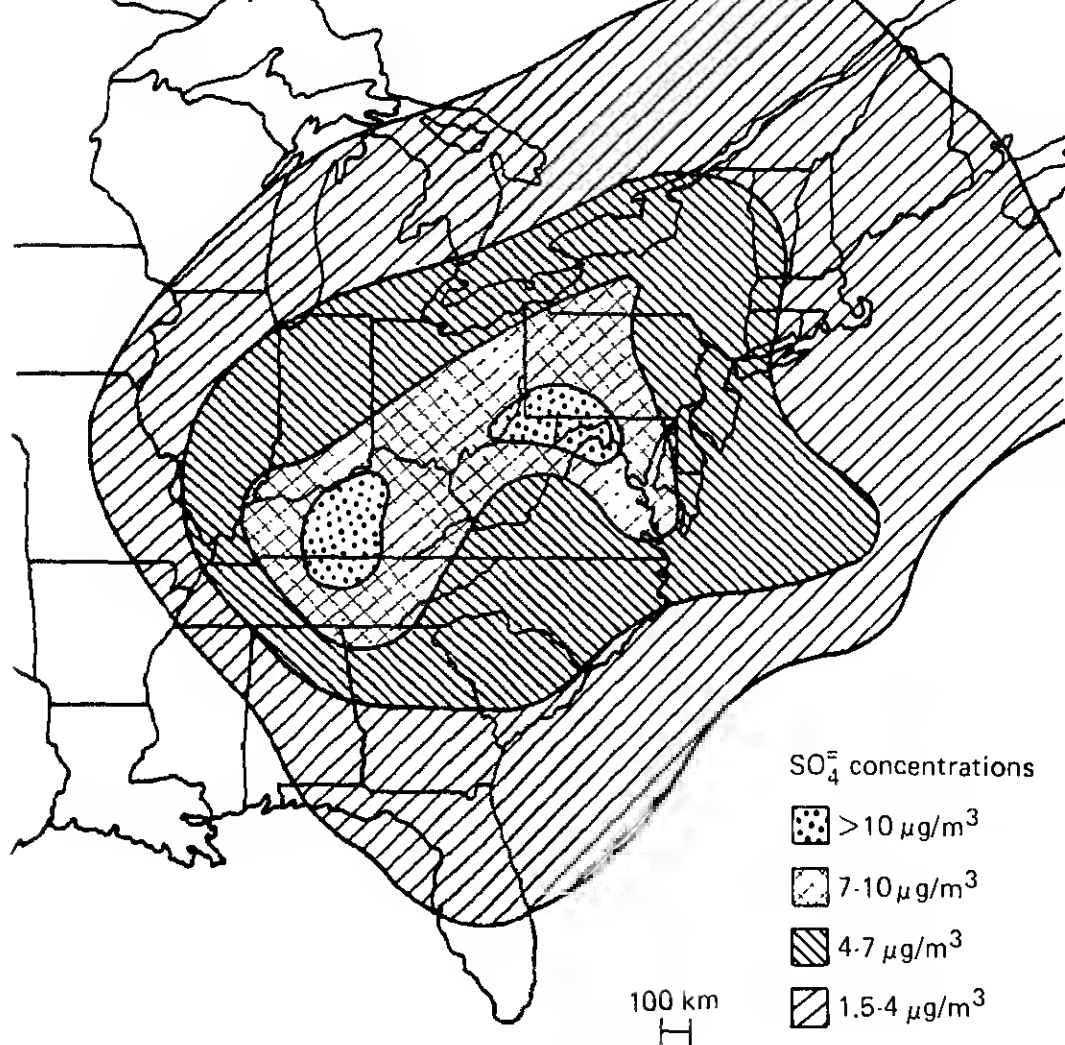 SO₄⁼ concentrations
>10 μg/m³
7-10 μg/m³
4-7 μg/m³
1.5-4 μg/m³
100 km